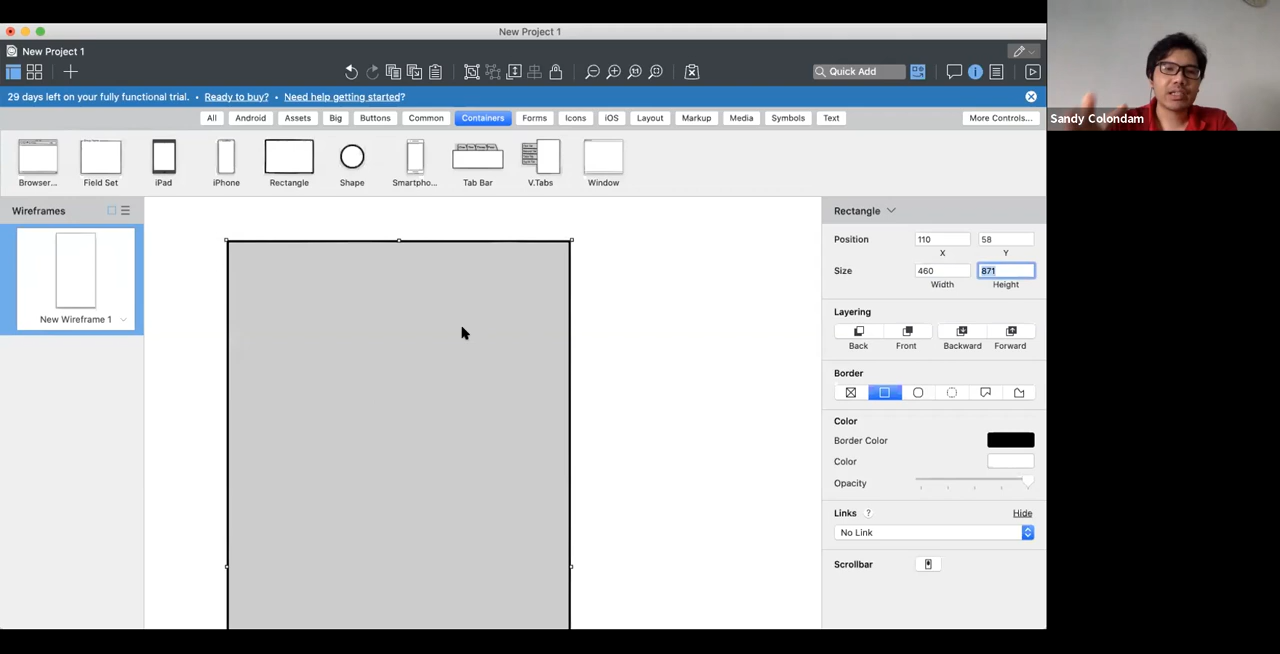 New Project 1
New Project 1
Quick Add
29 days left on your fully functional trial. • Ready to buy? • Need help getting started?
All Android Assets Big Buttons Common Containers Forms Icons iOS Layout Markup Media Symbols Text More Controls...
Browser... Field Set iPad iPhone Rectangle Shape Smartpho... Tab Bar V.Tabs Window
Wireframes
New Wireframe 1
Rectangle
Position 110 58
X Y
Size 460 871
Width Height
Layering
Back Front Backward Forward
Border
Color
Border Color
Color
Opacity
Links ? Hide
No Link
Scrollbar
Sandy Colondam